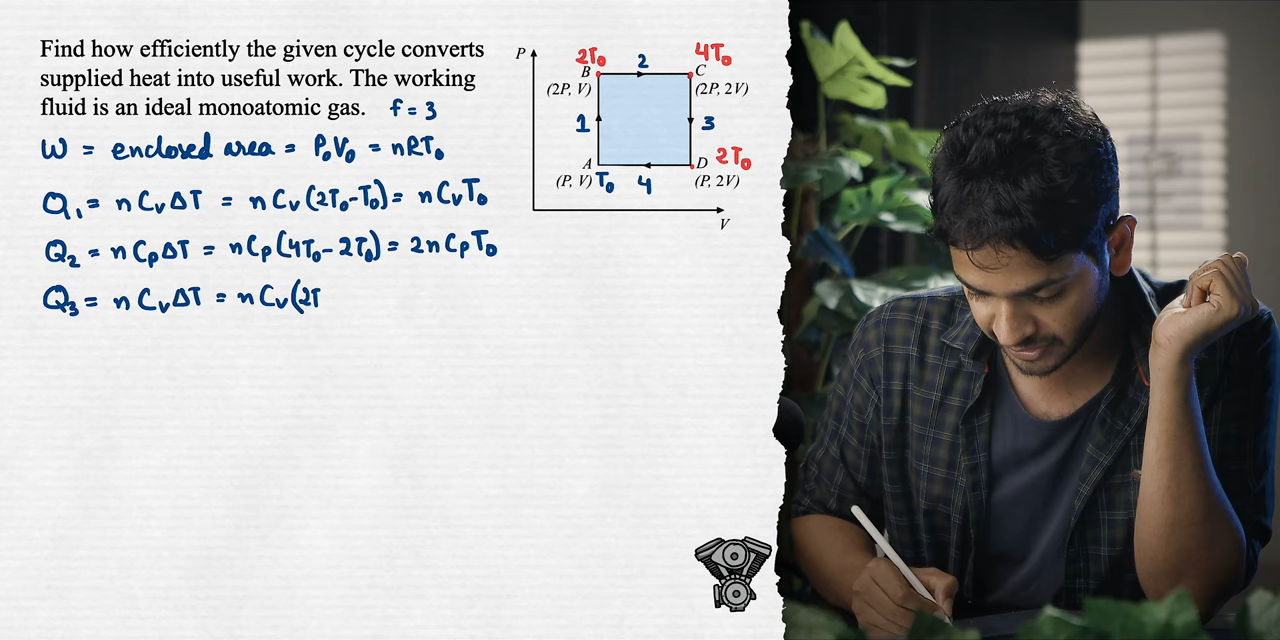 Find how efficiently the given cycle converts
supplied heat into useful work. The working
fluid is an ideal monoatomic gas. f = 3
W = enclosed area = P₀V₀ = nRT₀
Q₁ = nCᵥΔT = nCᵥ(2T₀-T₀) = nCᵥT₀
Q₂ = nCₚΔT = nCₚ(4T₀-2T₀) = 2nCₚT₀
Q₃ = nCᵥΔT = nCᵥ(2T
P
2T₀ 2 4T₀
B C
(2P, V) (2P, 2V)
1 3
A D 2T₀
(P, V) T₀ 4 (P, 2V)
V